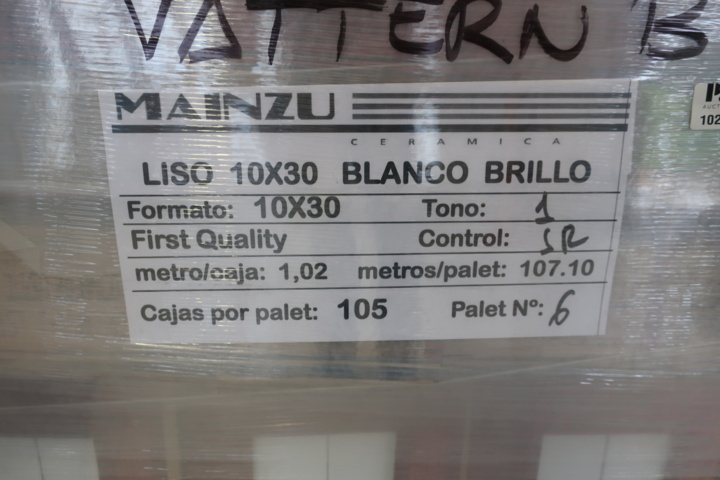 VATTERN B
MAINZU
CERAMICA
LISO 10X30 BLANCO BRILLO
Formato: 10X30 Tono: 1
First Quality Control: SR
metro/caja: 1,02 metros/palet: 107.10
Cajas por palet: 105 Palet Nº: 6
102